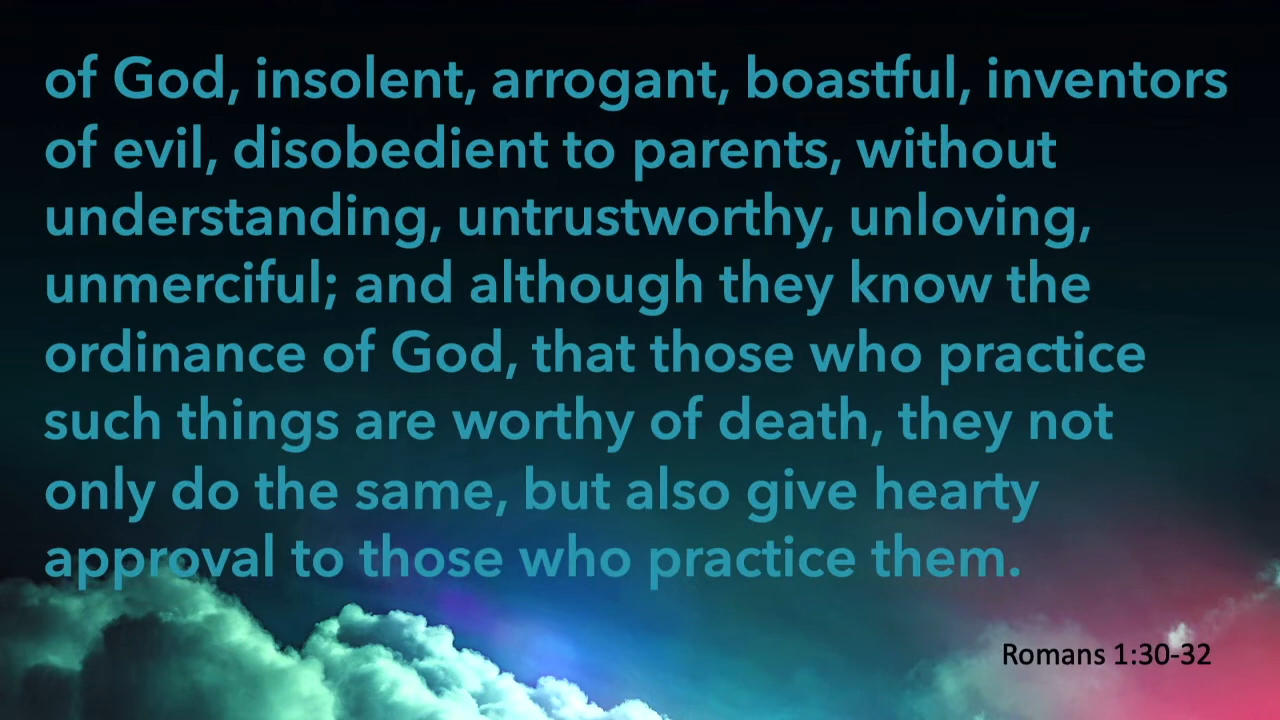 of God, insolent, arrogant, boastful, inventors
of evil, disobedient to parents, without
understanding, untrustworthy, unloving,
unmerciful; and although they know the
ordinance of God, that those who practice
such things are worthy of death, they not
only do the same, but also give hearty
approval to those who practice them.
Romans 1:30-32